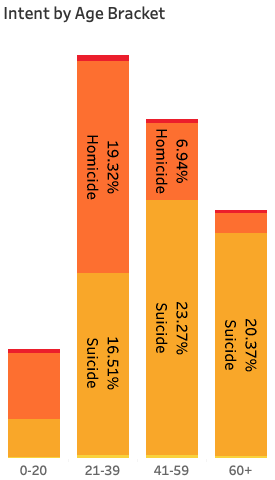 Intent by Age Bracket
19.32%
Homicide
16.51%
Suicide
6.94%
Homicide
23.27%
Suicide
20.37%
Suicide
0-20
21-39
41-59
60+